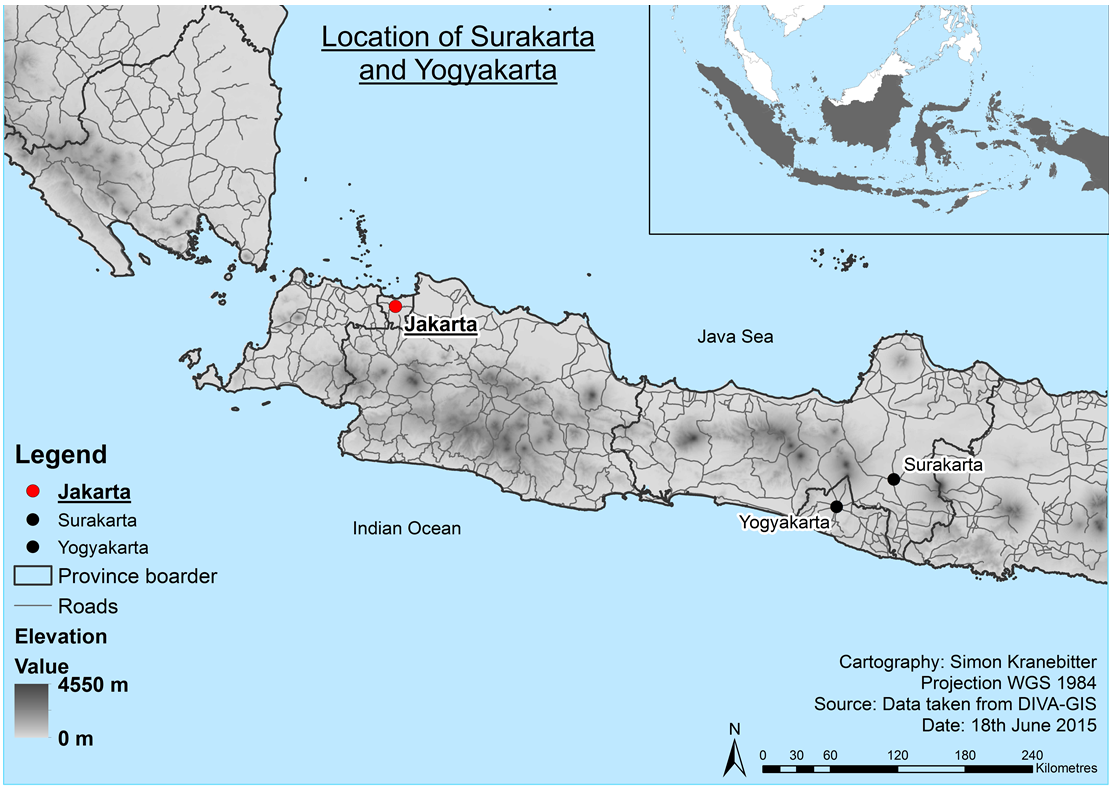 Location of Surakarta
and Yogyakarta
Jakarta
Java Sea
Surakarta
Yogyakarta
Indian Ocean
Legend
Jakarta
Surakarta
Yogyakarta
Province boarder
Roads
Elevation
Value
4550 m
0 m
Cartography: Simon Kranebitter
Projection WGS 1984
Source: Data taken from DIVA-GIS
Date: 18th June 2015
N
0 30 60 120 180 240
Kilometres